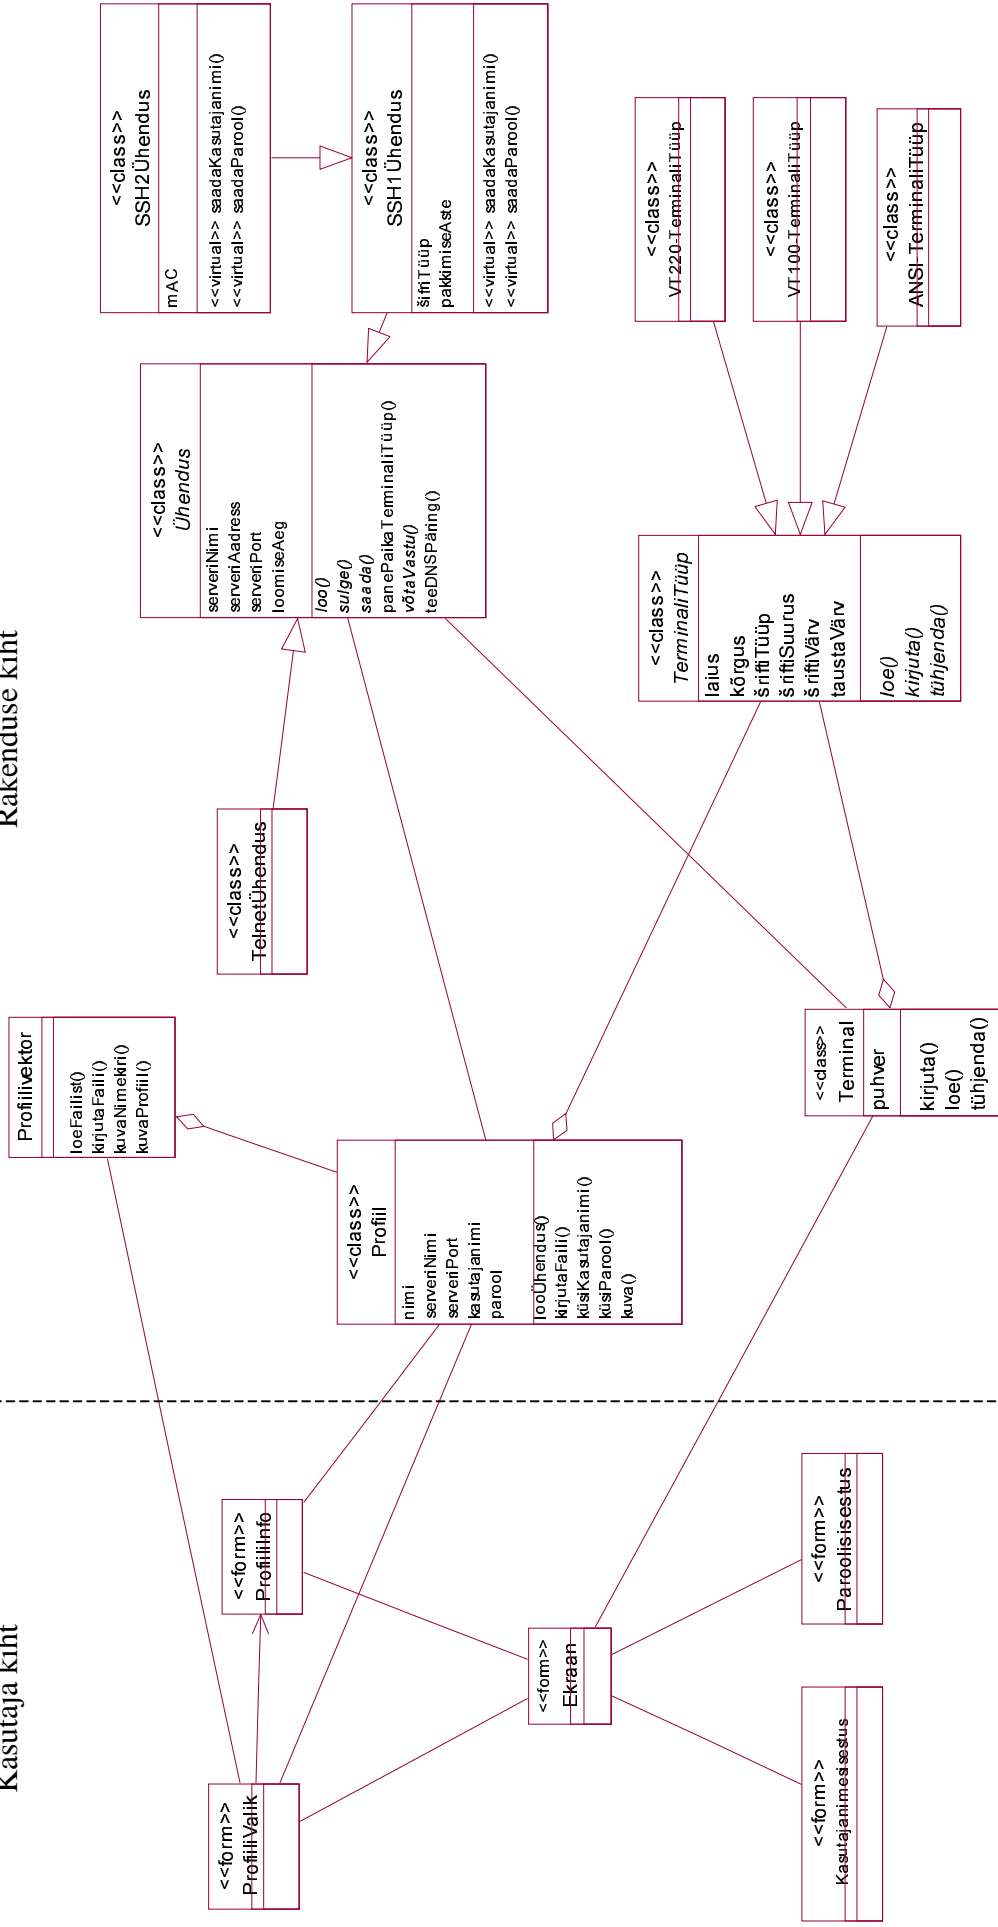 Kasutaja kiht
Rakenduse kiht
<<form>>
ProfiiliValik
<<form>>
ProfiiliInfo
<<form>>
Ekraan
<<form>>
Kasutajanimesisestus
<<form>>
Paroolisisestus
Profiilivektor
loeFailist()
kirjutaFaili()
kuvaNimekiri()
kuvaProfiil()
<<class>>
Profiil
nimi
serveriNimi
serveriPort
kasutajanimi
parool
looÜhendus()
kirjutaFaili()
küsiKasutajanimi()
küsiParool()
kuva()
<<class>>
Terminal
puhver
kirjuta()
loe()
tühjenda()
<<class>>
TelnetÜhendus
<<class>>
Ühendus
serveriNimi
serveriAadress
serveriPort
loomiseAeg
loo()
sulge()
saada()
panePaikaTerminaliTüüp()
võtaVastu()
teeDNSPäring()
<<class>>
TerminaliTüüp
laius
kõrgus
šriftiTüüp
šriftiSuurus
šriftiVärv
taustaVärv
loe()
kirjuta()
tühjenda()
<<class>>
SSH2Ühendus
mAC
<<virtual>> saadaKasutajanimi()
<<virtual>> saadaParool()
<<class>>
SSH1Ühendus
šifriTüüp
pakkimiseAste
<<virtual>> saadaKasutajanimi()
<<virtual>> saadaParool()
<<class>>
VT220-TerminaliTüüp
<<class>>
VT100-TerminaliTüüp
<<class>>
ANSI-TerminaliTüüp